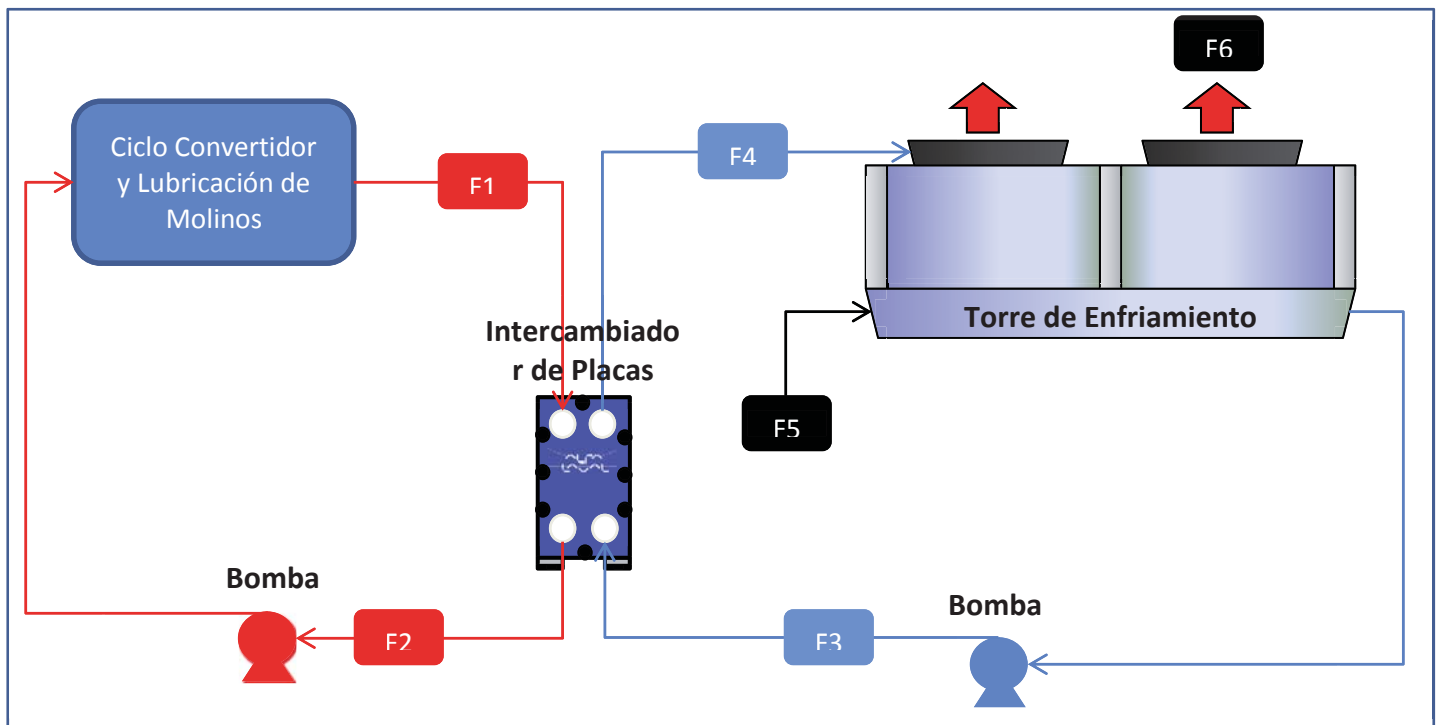 F6
Ciclo Convertidor
y Lubricación de
Molinos
F1
F4
Torre de Enfriamiento
Intercambiado
r de Placas
F5
Bomba
F2
F3
Bomba